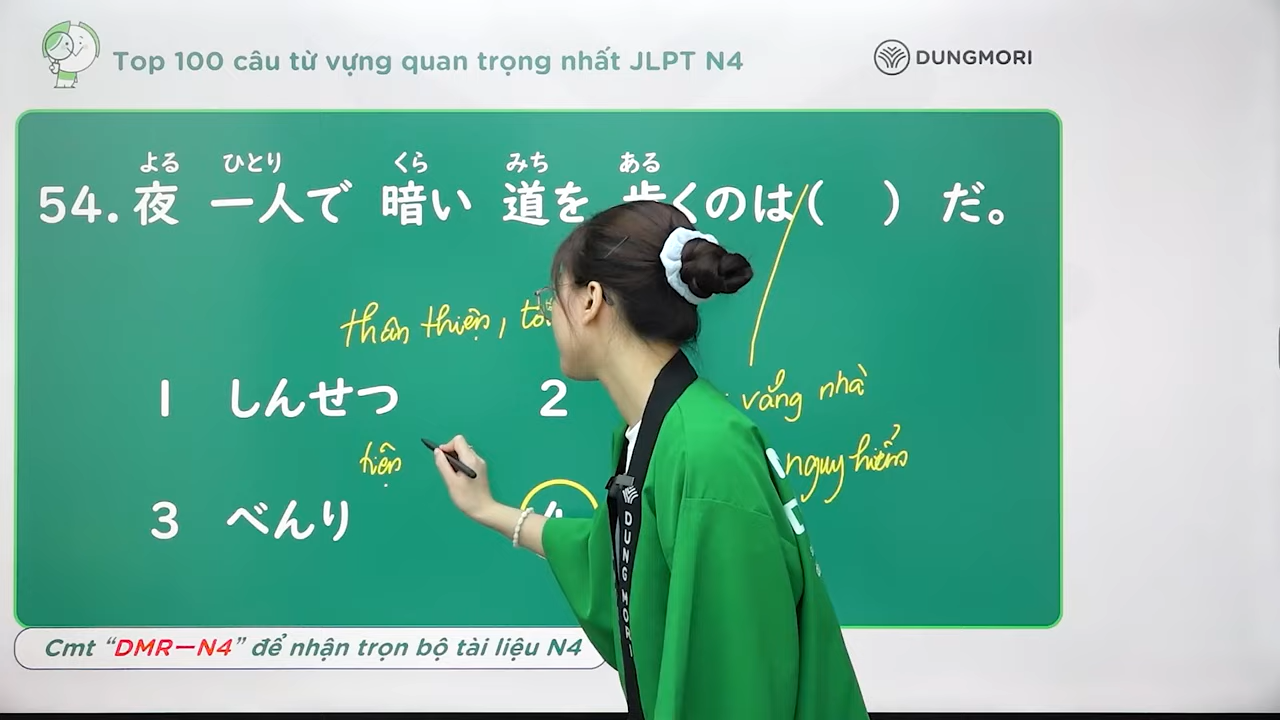 Top 100 câu từ vựng quan trọng nhất JLPT N4
DUNGMORI
よる ひとり くら みち ある
54. 夜 一人で 暗い 道を 歩くのは( ) だ。
thân thiện,
1 しんせつ 2
vắng nhà
tiện
nguy hiểm
3 べんり 4
DUNG MORI
Cmt “DMR－N4” để nhận trọn bộ tài liệu N4